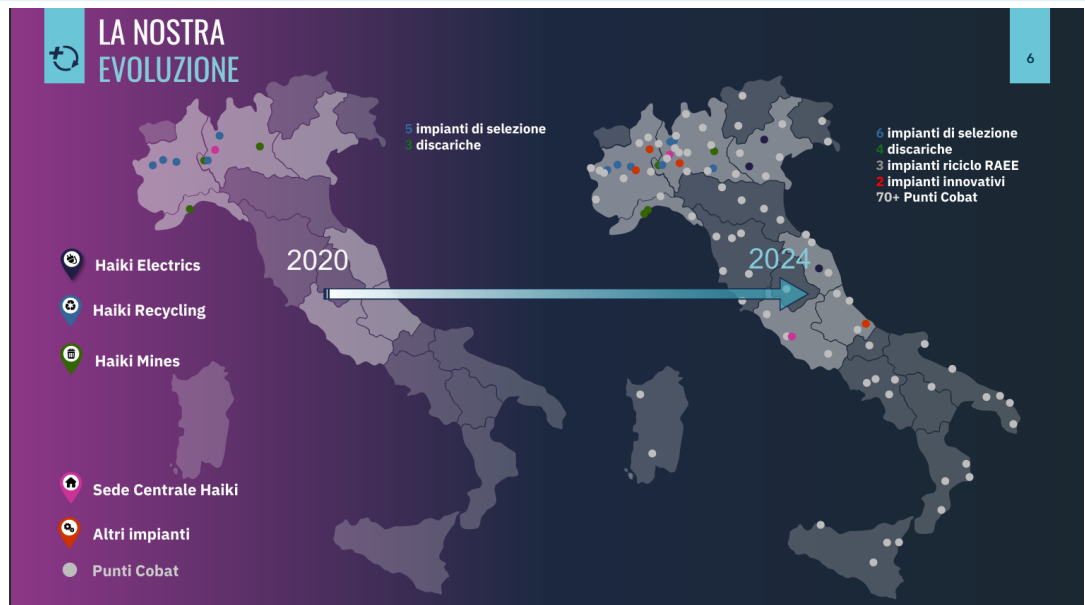 LA NOSTRA
EVOLUZIONE
6
5 impianti di selezione
3 discariche
6 impianti di selezione
4 discariche
3 impianti riciclo RAEE
2 impianti innovativi
70+ Punti Cobat
2020
2024
Haiki Electrics
Haiki Recycling
Haiki Mines
Sede Centrale Haiki
Altri impianti
Punti Cobat